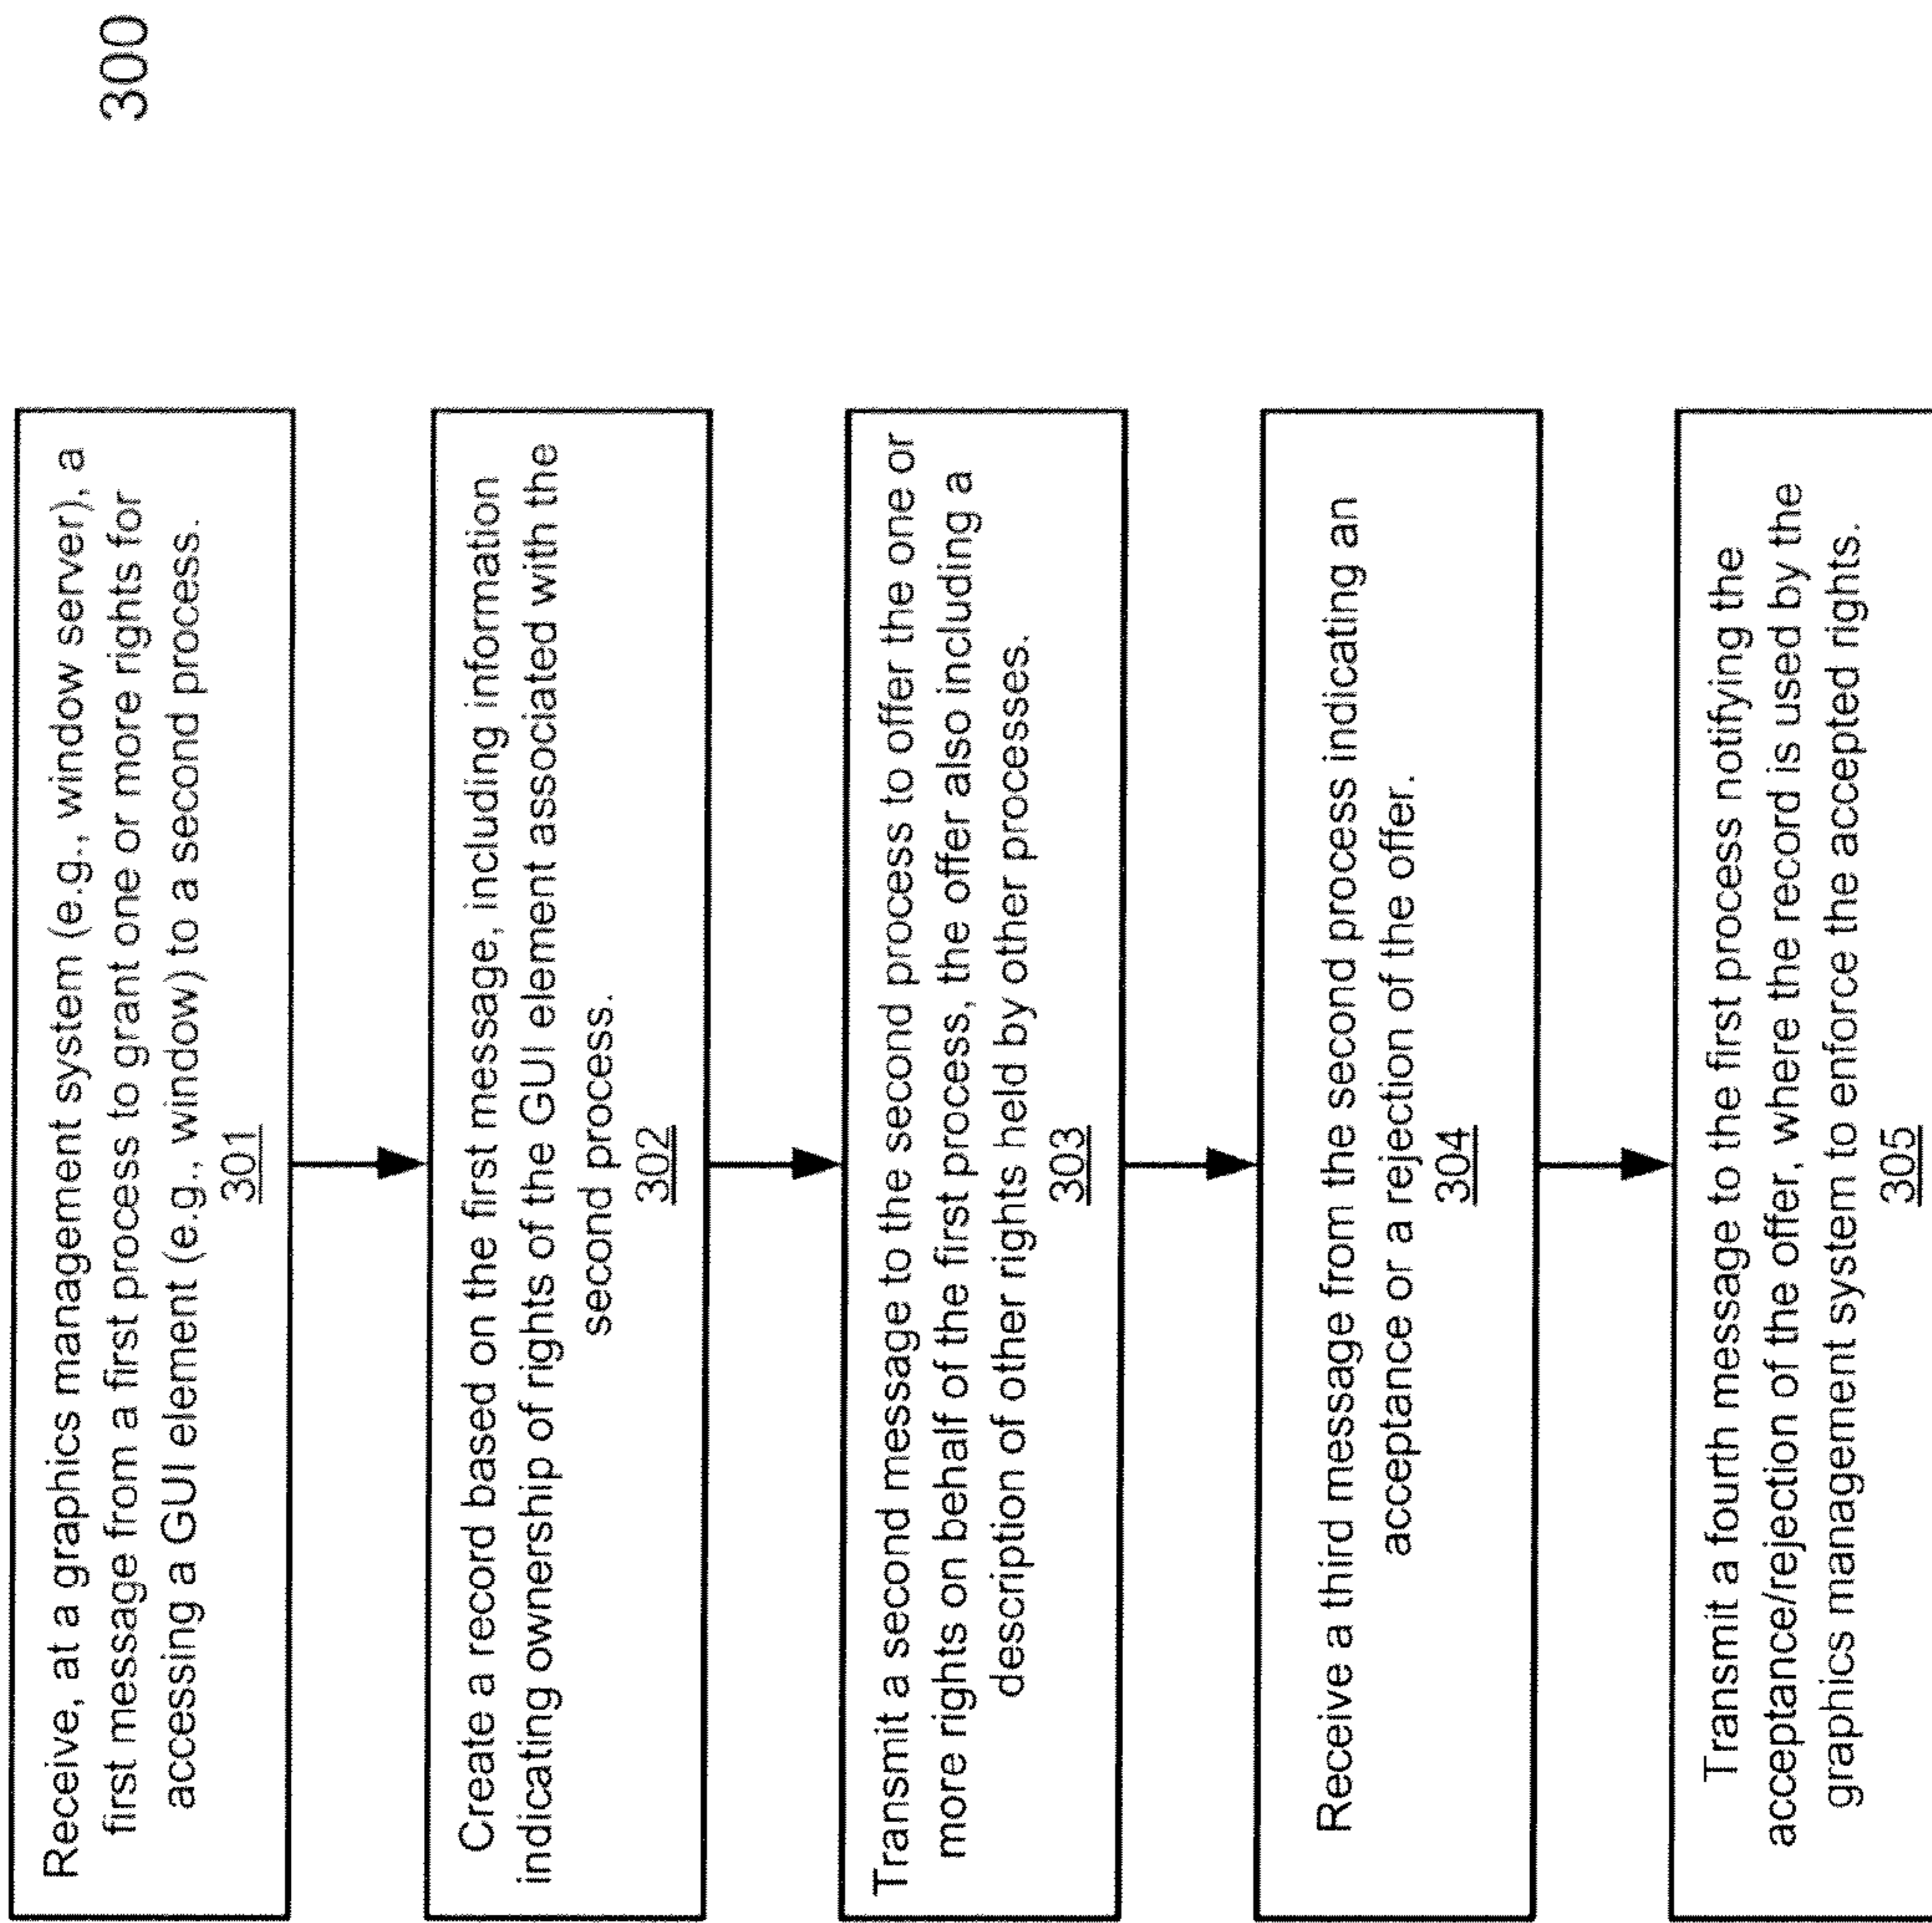 Receive, at a graphics management system (e.g., window server), a
first message from a first process to grant one or more rights for
accessing a GUI element (e.g., window) to a second process.
301
Create a record based on the first message, including information
indicating ownership of rights of the GUI element associated with the
second process.
302
Transmit a second message to the second process to offer the one or
more rights on behalf of the first process, the offer also including a
description of other rights held by other processes.
303
Receive a third message from the second process indicating an
acceptance or a rejection of the offer.
304
Transmit a fourth message to the first process notifying the
acceptance/rejection of the offer, where the record is used by the
graphics management system to enforce the accepted rights.
305
300